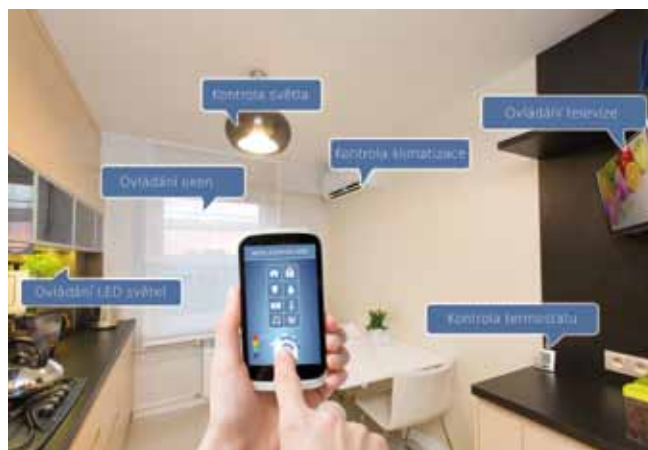 Kontrola světla
Ovládání televize
Kontrola klimatizace
Ovládání oken
Ovládání LED světel
Kontrola termostatu